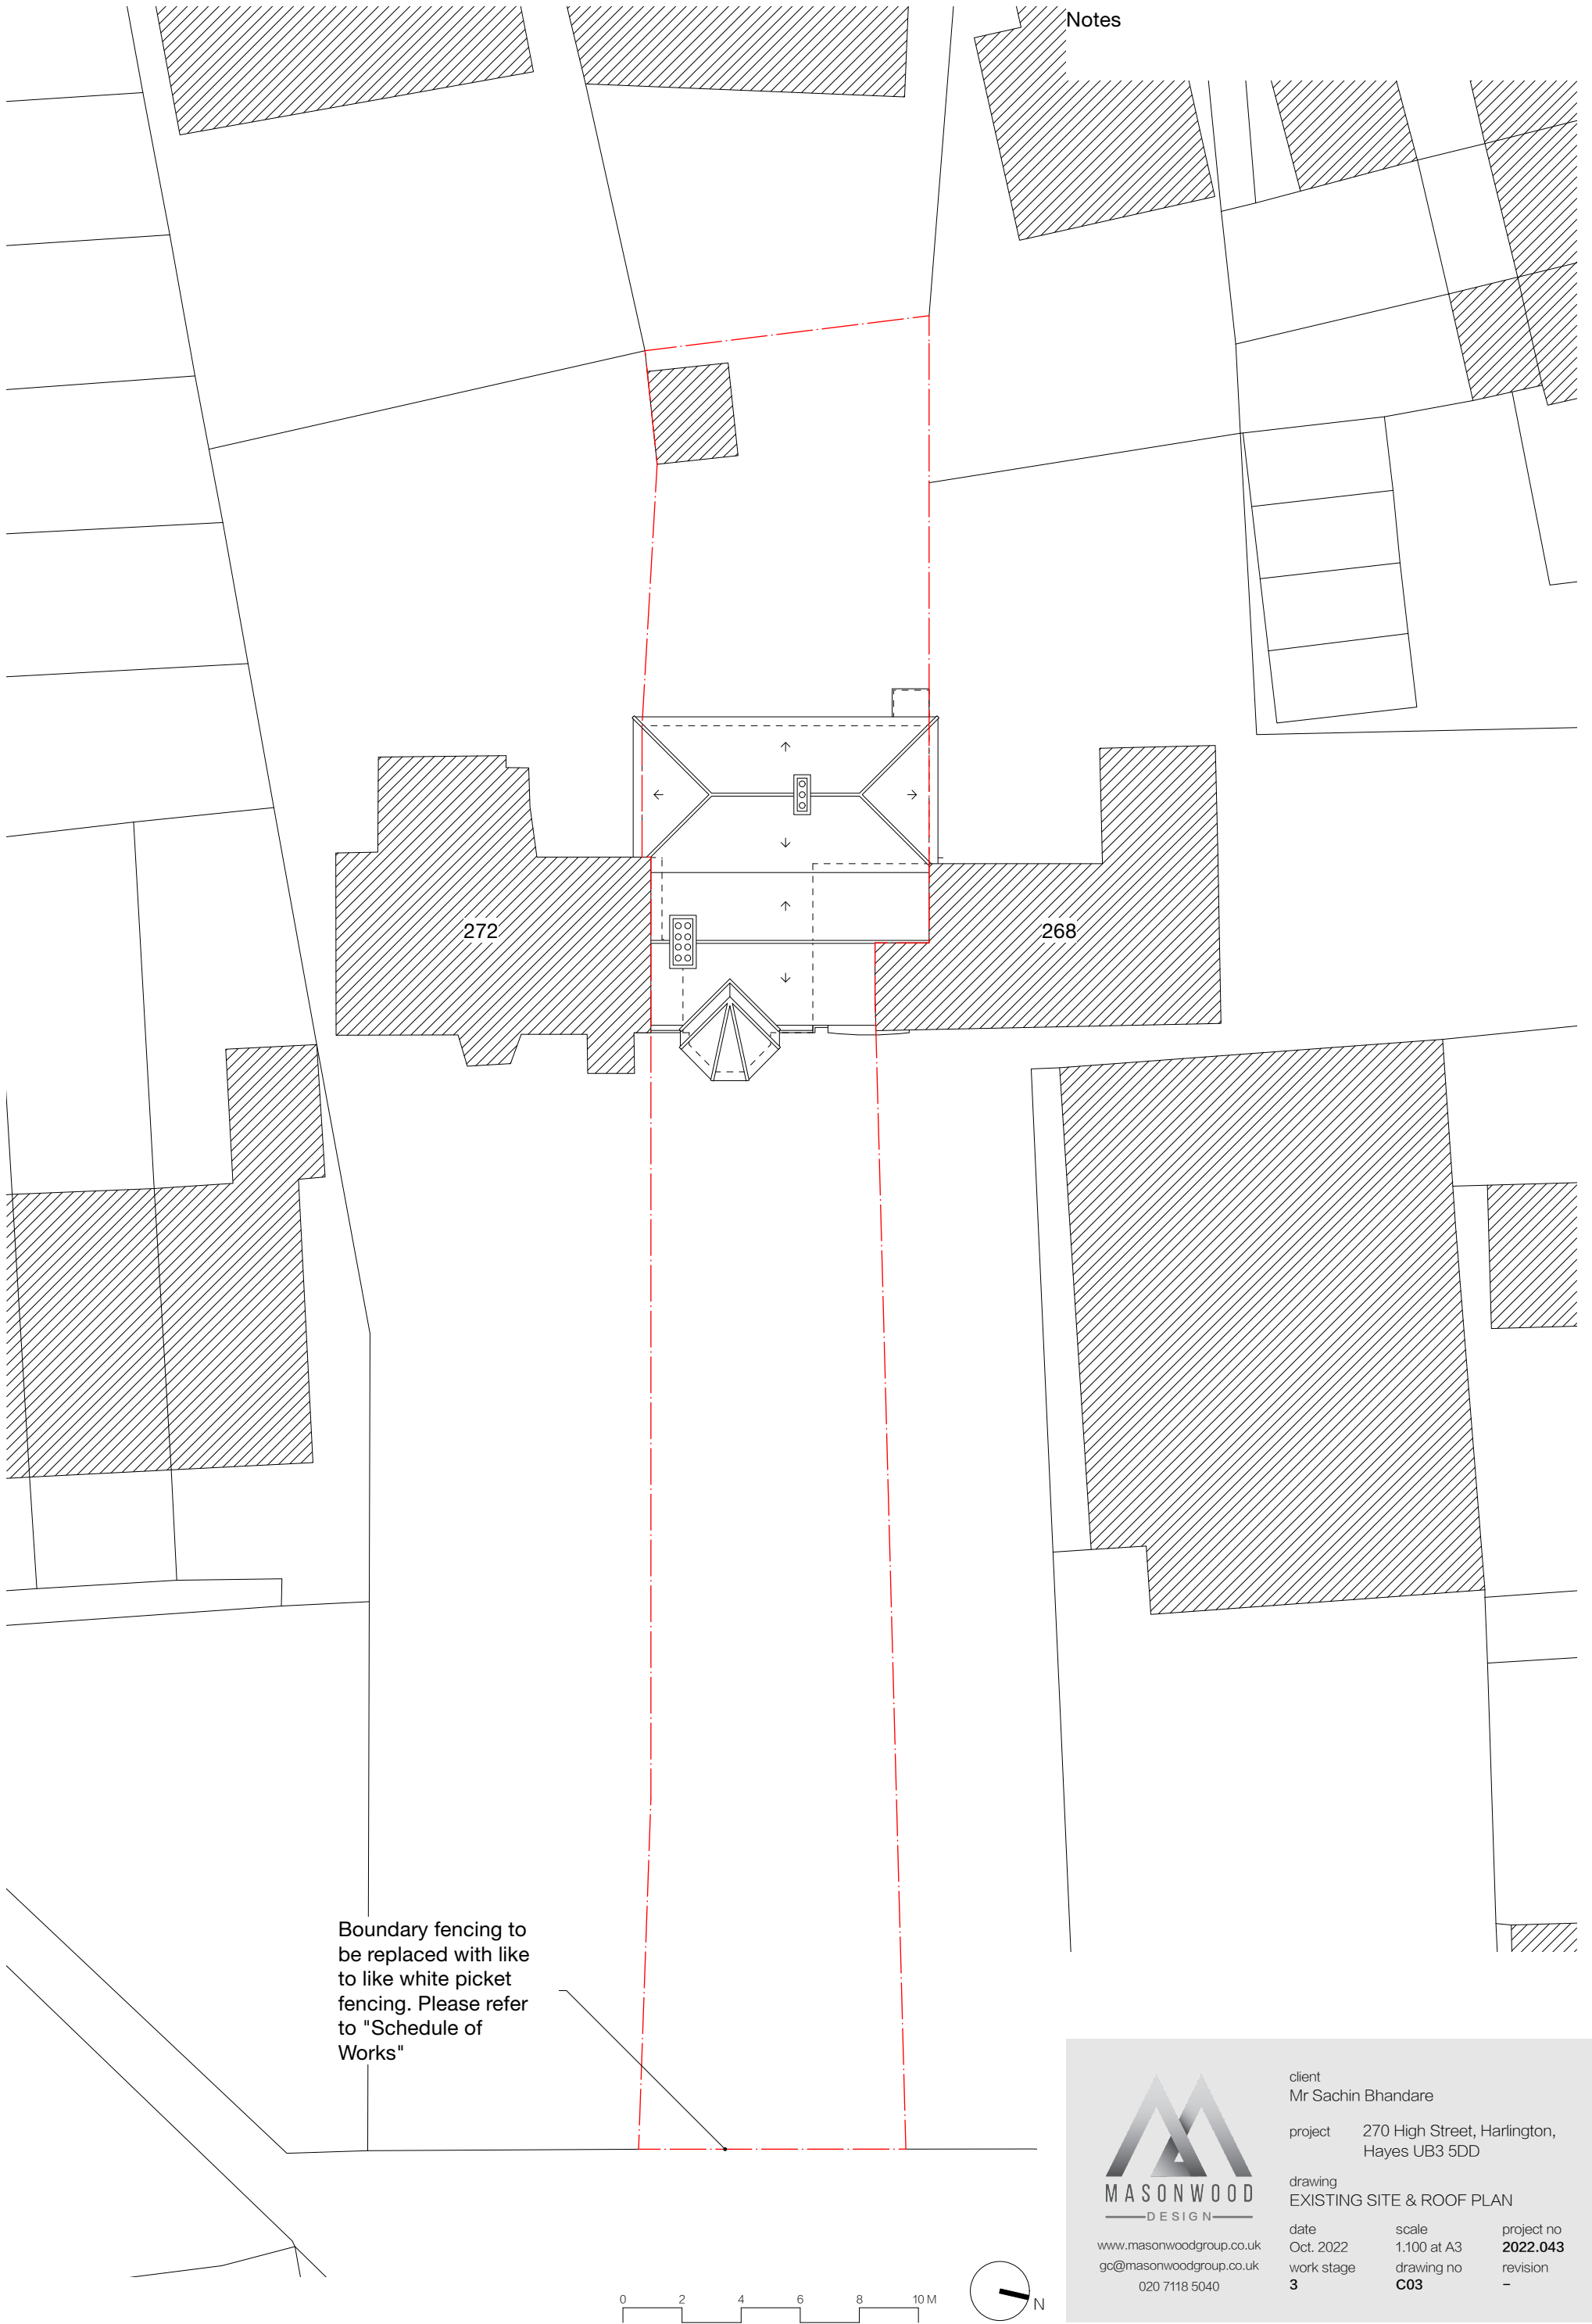 Notes
272
268
Boundary fencing to
be replaced with like
to like white picket
fencing. Please refer
to "Schedule of
Works"
client
Mr Sachin Bhandare
project 270 High Street, Harlington,
Hayes UB3 5DD
drawing
EXISTING SITE & ROOF PLAN
date scale project no
Oct. 2022 1.100 at A3 2022.043
work stage drawing no revision
3 C03 –
MASONWOOD
DESIGN
www.masonwoodgroup.co.uk
gc@masonwoodgroup.co.uk
020 7118 5040
0 2 4 6 8 10 M
N